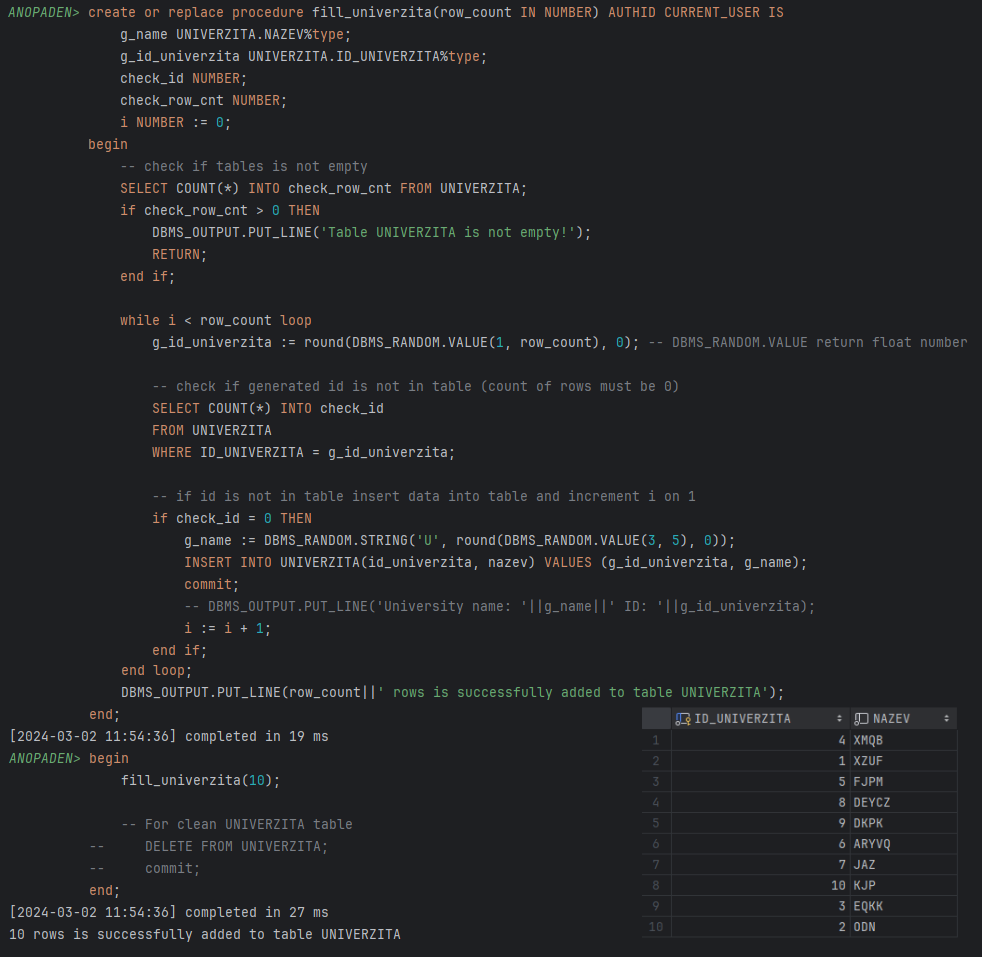 ANOPADEN> create or replace procedure fill_univerzita(row_count IN NUMBER) AUTHID CURRENT_USER IS
g_name UNIVERZITA.NAZEV%type;
g_id_univerzita UNIVERZITA.ID_UNIVERZITA%type;
check_id NUMBER;
check_row_cnt NUMBER;
i NUMBER := 0;
begin
-- check if tables is not empty
SELECT COUNT(*) INTO check_row_cnt FROM UNIVERZITA;
if check_row_cnt > 0 THEN
DBMS_OUTPUT.PUT_LINE('Table UNIVERZITA is not empty!');
RETURN;
end if;
while i < row_count loop
g_id_univerzita := round(DBMS_RANDOM.VALUE(1, row_count), 0); -- DBMS_RANDOM.VALUE return float number
-- check if generated id is not in table (count of rows must be 0)
SELECT COUNT(*) INTO check_id
FROM UNIVERZITA
WHERE ID_UNIVERZITA = g_id_univerzita;
-- if id is not in table insert data into table and increment i on 1
if check_id = 0 THEN
g_name := DBMS_RANDOM.STRING('U', round(DBMS_RANDOM.VALUE(3, 5), 0));
INSERT INTO UNIVERZITA(id_univerzita, nazev) VALUES (g_id_univerzita, g_name);
commit;
-- DBMS_OUTPUT.PUT_LINE('University name: '||g_name||' ID: '||g_id_univerzita);
i := i + 1;
end if;
end loop;
DBMS_OUTPUT.PUT_LINE(row_count||' rows is successfully added to table UNIVERZITA');
end;
[2024-03-02 11:54:36] completed in 19 ms
ANOPADEN> begin
fill_univerzita(10);
-- For clean UNIVERZITA table
-- DELETE FROM UNIVERZITA;
-- commit;
end;
[2024-03-02 11:54:36] completed in 27 ms
10 rows is successfully added to table UNIVERZITA
ID_UNIVERZITA NAZEV
1 4 XMQB
2 1 XZUF
3 5 FJPM
4 8 DEYCZ
5 9 DKPK
6 6 ARYVQ
7 7 JAZ
8 10 KJP
9 3 EQKK
10 2 ODN